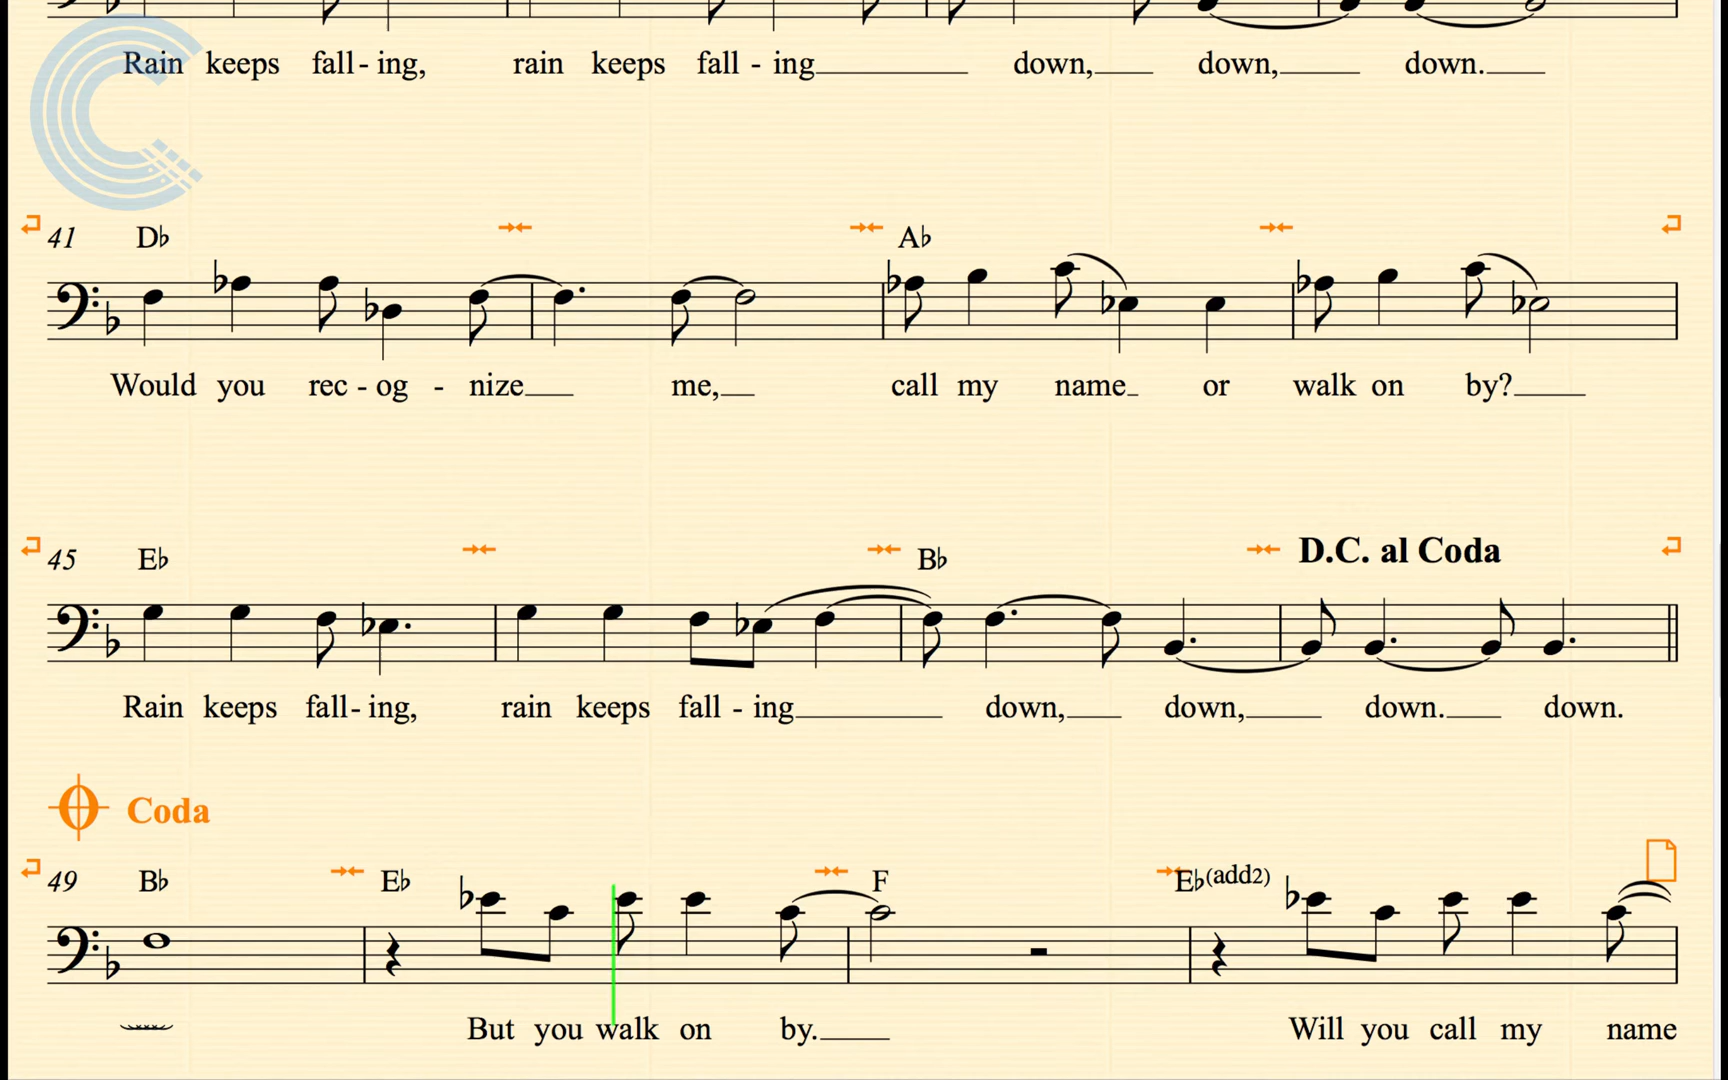 Rain keeps fall - ing, rain keeps fall - ing down, down, down.
41 D♭ A♭
Would you rec - og - nize me, call my name or walk on by?
45 E♭ B♭ D.C. al Coda
Rain keeps fall - ing, rain keeps fall - ing down, down, down. down.
Coda
49 B♭ E♭ F E♭(add2)
But you walk on by. Will you call my name